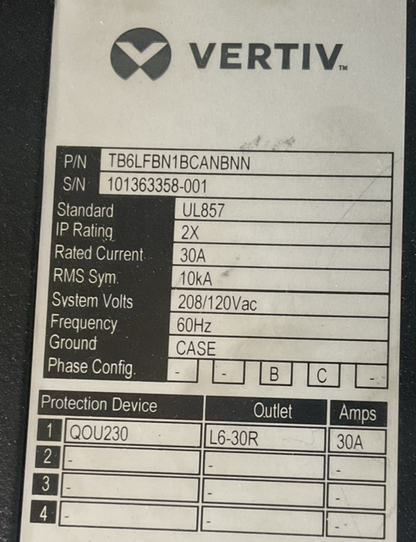 VERTIV™
P/N TB6LFBN1BCANBNN
S/N 101363358-001
Standard UL857
IP Rating 2X
Rated Current 30A
RMS Sym. 10kA
System Volts 208/120Vac
Frequency 60Hz
Ground CASE
Phase Config. - - B C -
Protection Device Outlet Amps
1 QOU230 L6-30R 30A
2 - - -
3 - - -
4 - - -